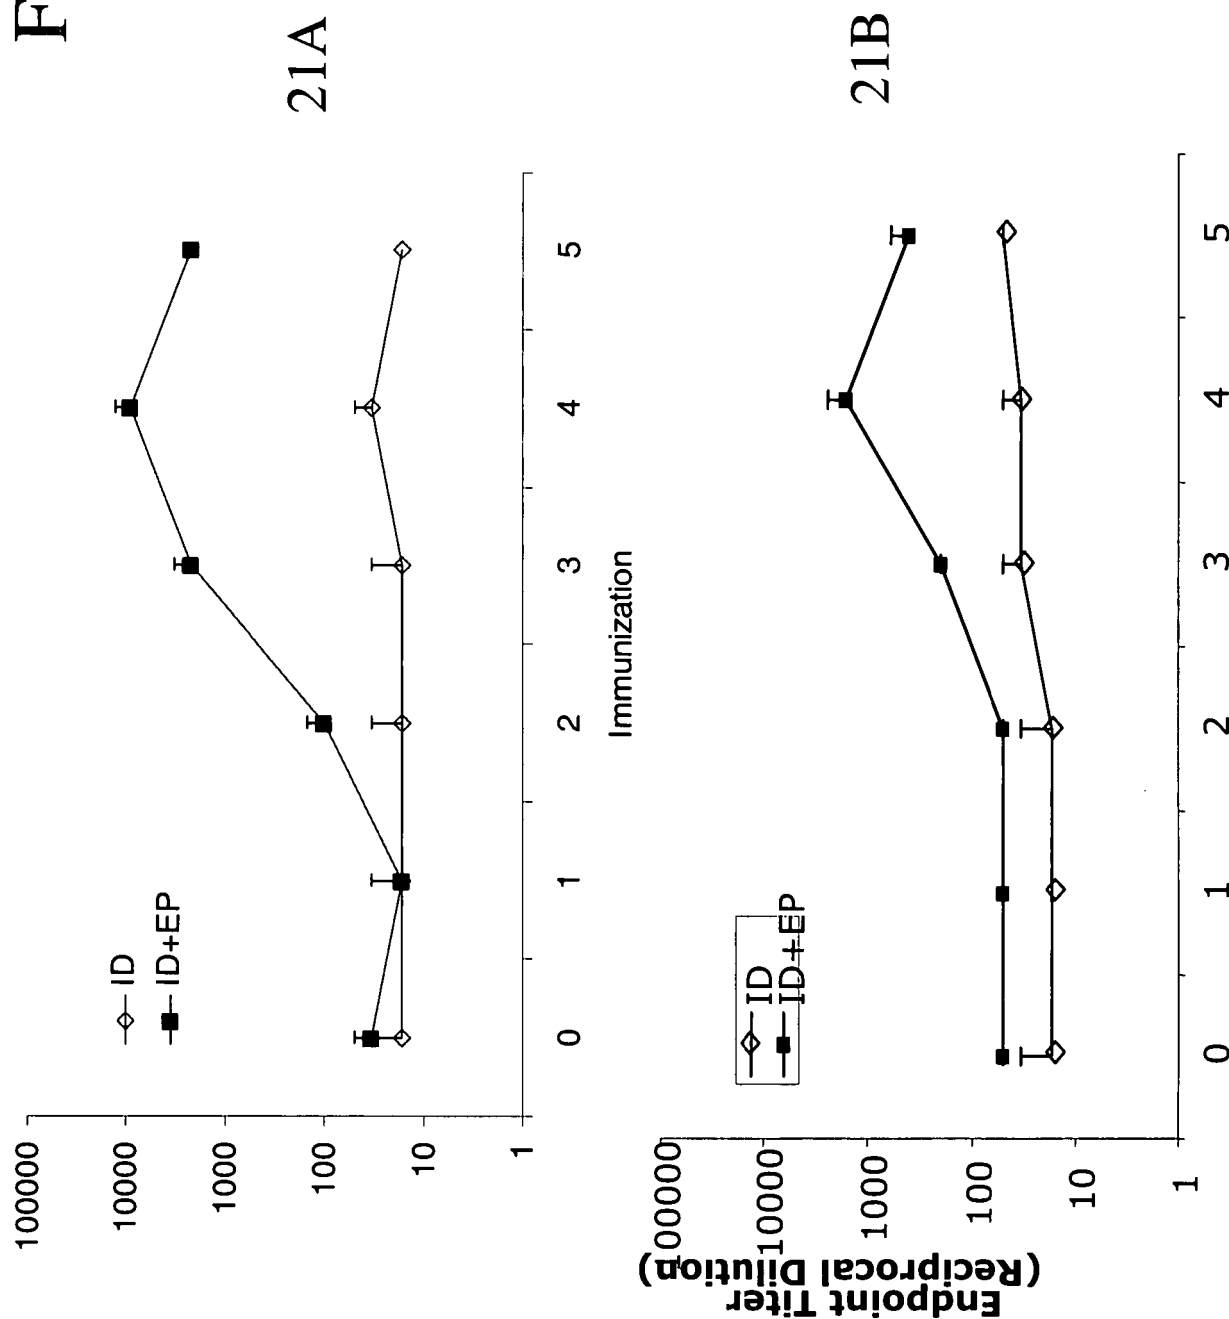 F
21A
100000
10000
1000
100
10
1
ID
ID+EP
0 1 2 3 4 5
Immunization
21B
Endpoint Titer
(Reciprocal Dilution)
100000
10000
1000
100
10
1
ID
ID+EP
0 1 2 3 4 5